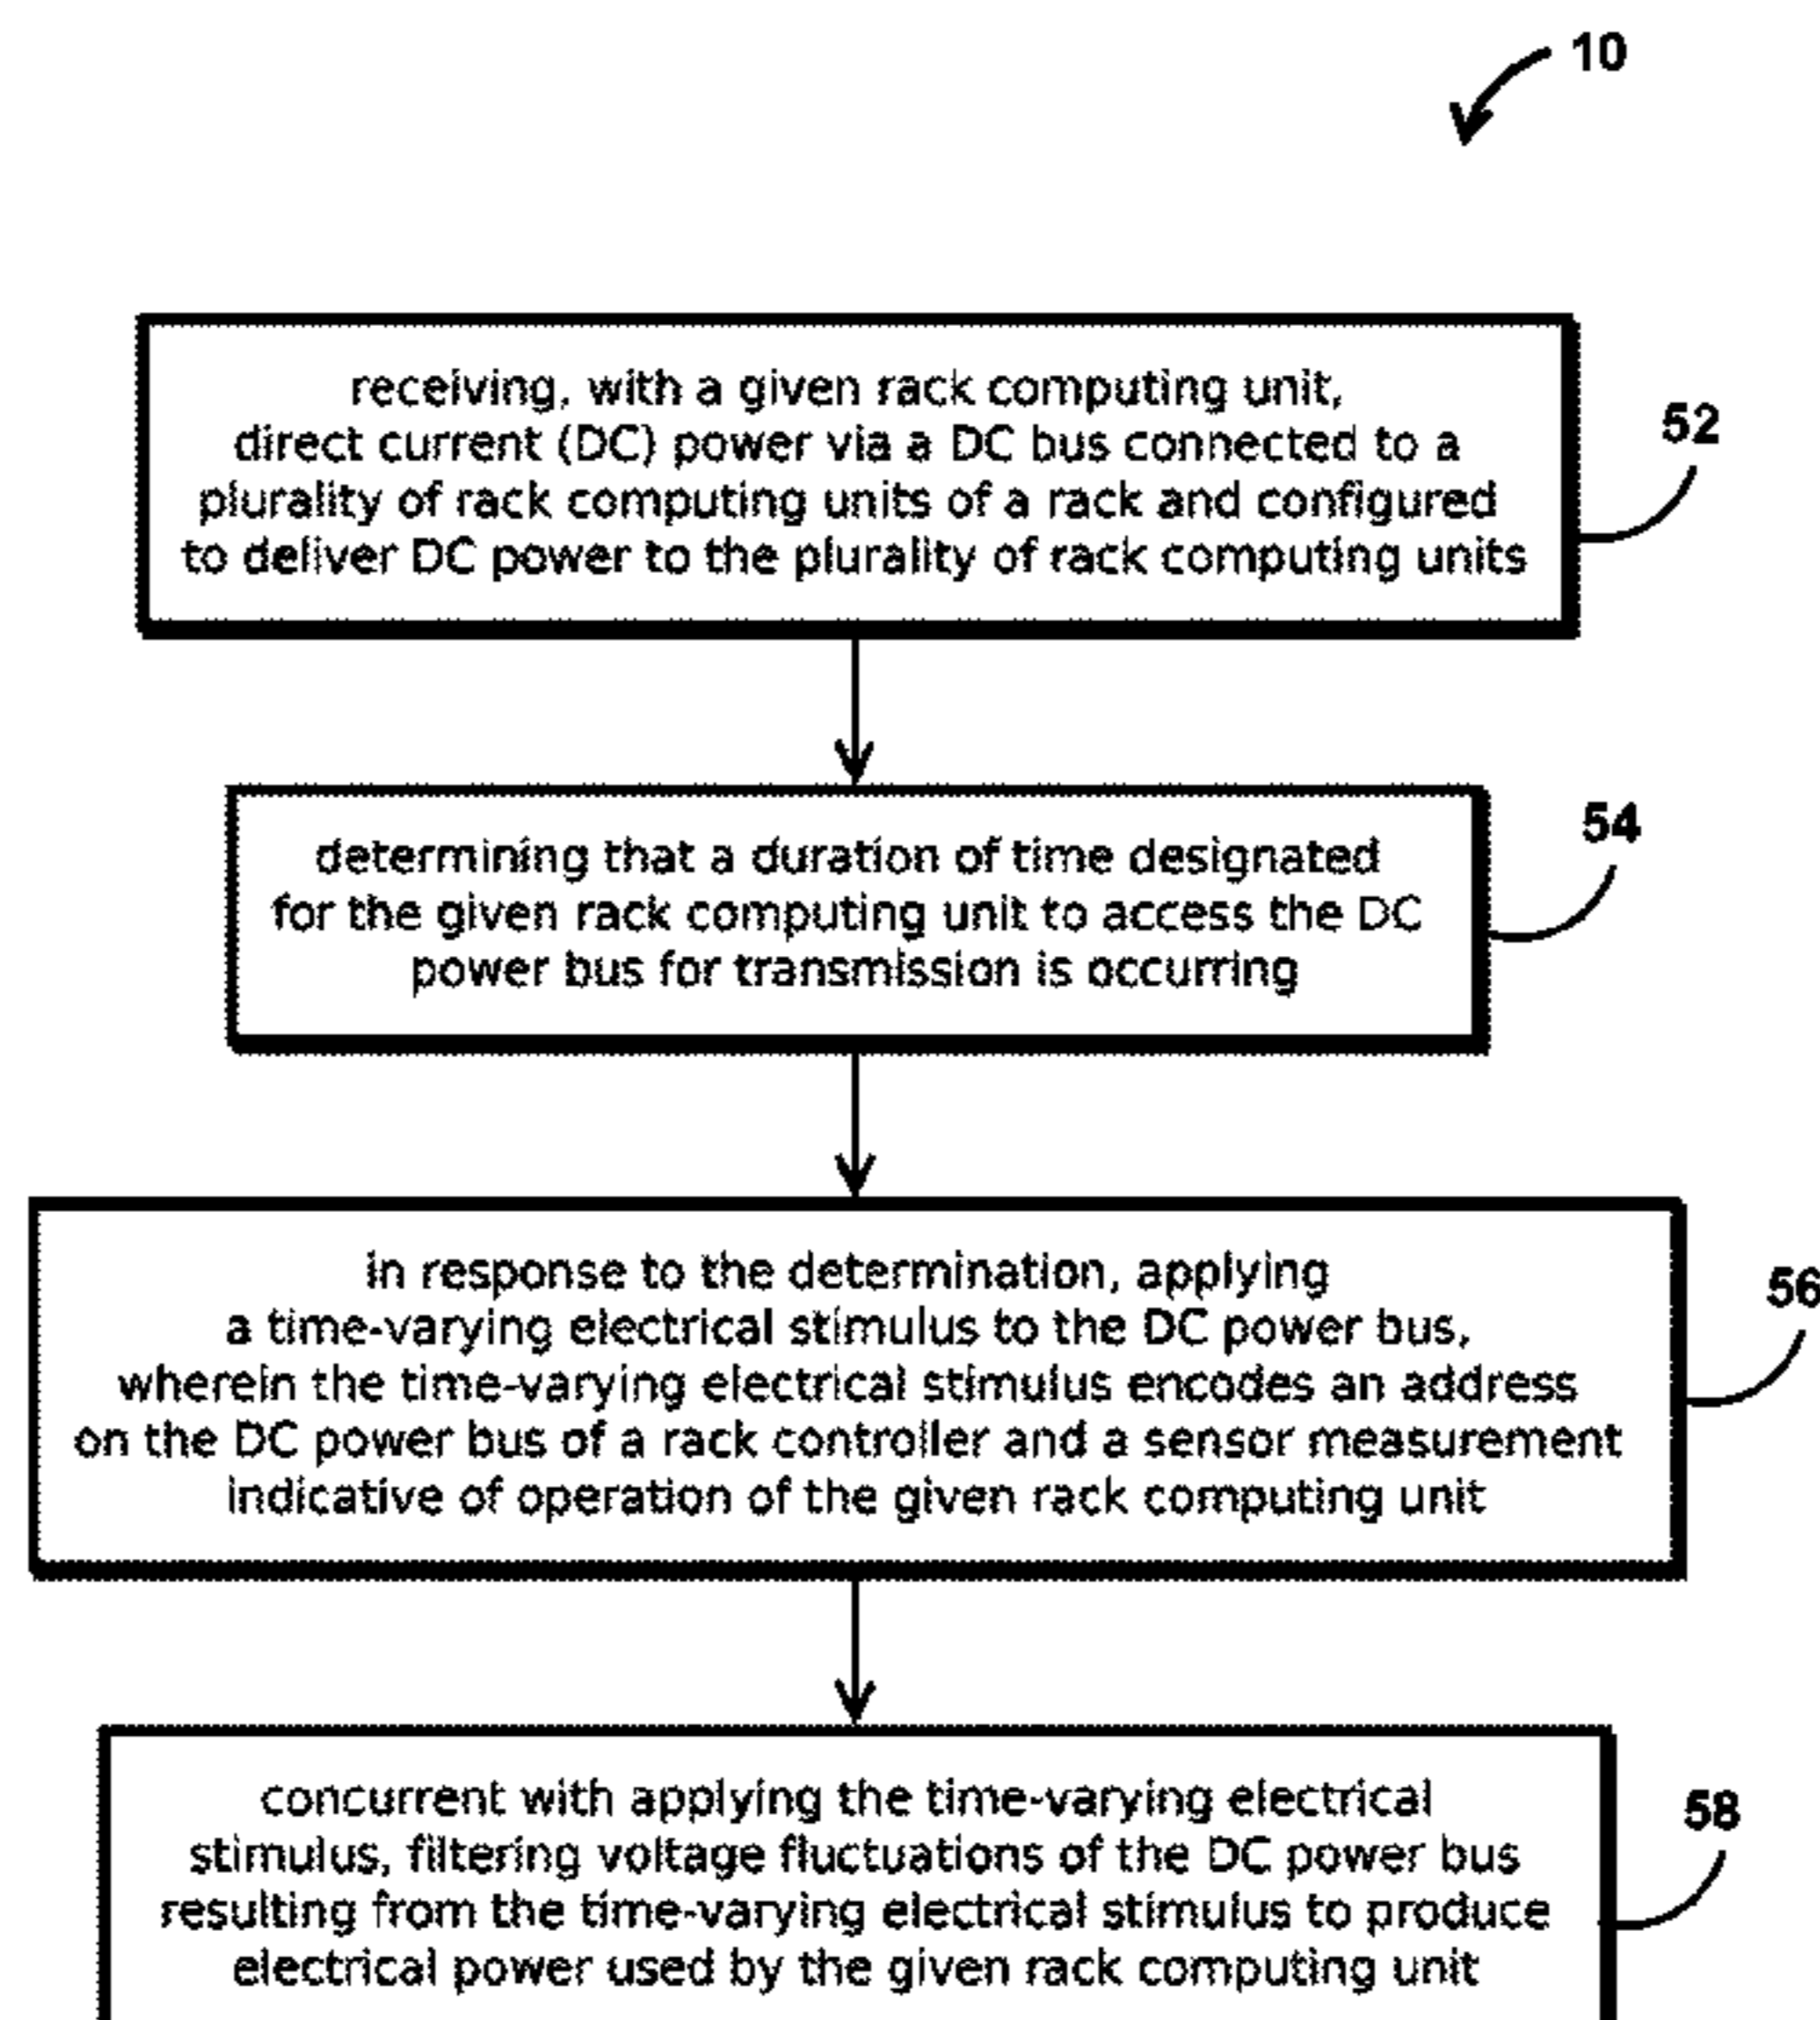 10
receiving, with a given rack computing unit,
direct current (DC) power via a DC bus connected to a
plurality of rack computing units of a rack and configured
to deliver DC power to the plurality of rack computing units
52
determining that a duration of time designated
for the given rack computing unit to access the DC
power bus for transmission is occurring
54
in response to the determination, applying
a time-varying electrical stimulus to the DC power bus,
wherein the time-varying electrical stimulus encodes an address
on the DC power bus of a rack controller and a sensor measurement
indicative of operation of the given rack computing unit
56
concurrent with applying the time-varying electrical
stimulus, filtering voltage fluctuations of the DC power bus
resulting from the time-varying electrical stimulus to produce
electrical power used by the given rack computing unit
58